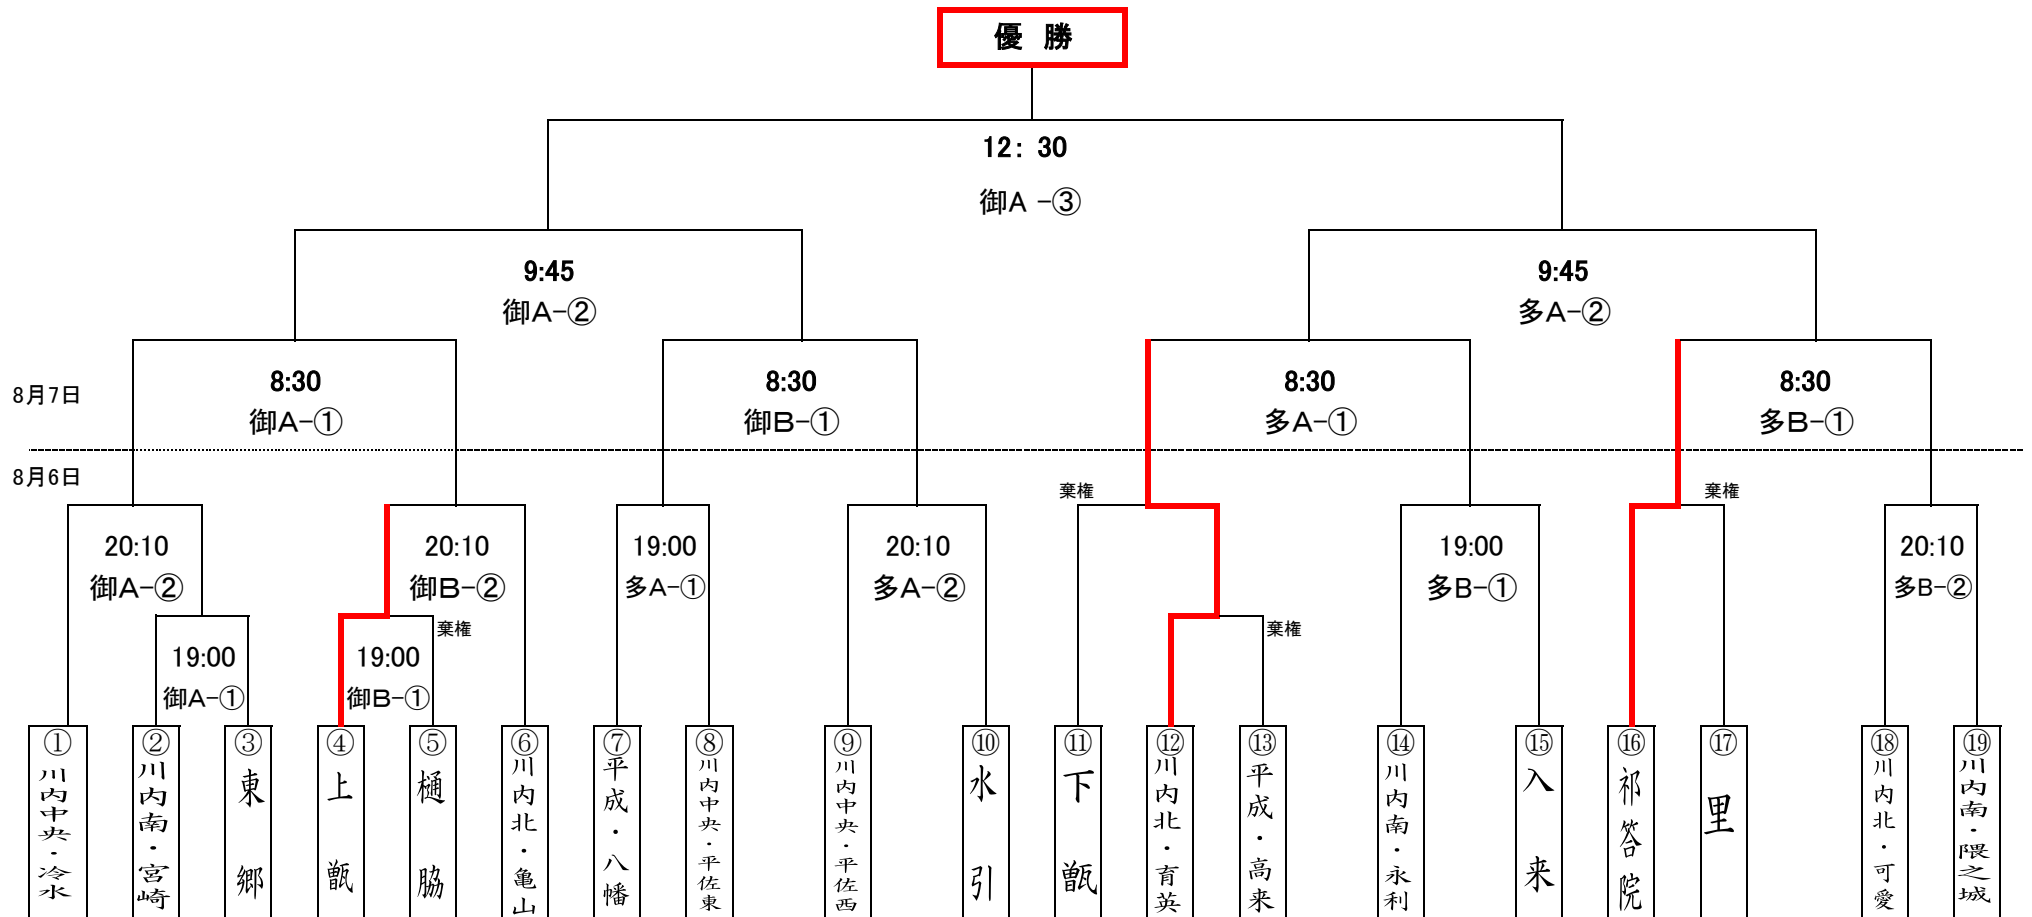 優 勝
12: 30
御A -③
9:45
御A-②
9:45
多A-②
8月7日
8:30
御A-①
8:30
御B-①
8:30
多A-①
8:30
多B-①
8月6日
棄権
棄権
20:10
御A-②
20:10
御B-②
19:00
多A-①
20:10
多A-②
19:00
多B-①
20:10
多B-②
棄権
棄権
19:00
御A-①
19:00
御B-①
①川内中央・冷水
②川内南・宮崎
③東郷
④上甑
⑤樋脇
⑥川内北・亀山
⑦平成・八幡
⑧川内中央・平佐東
⑨川内中央・平佐西
⑩水引
⑪下甑
⑫川内北・育英
⑬平成・高来
⑭川内南・永利
⑮入来
⑯祁答院
⑰里
⑱川内北・可愛
⑲川内南・隈之城